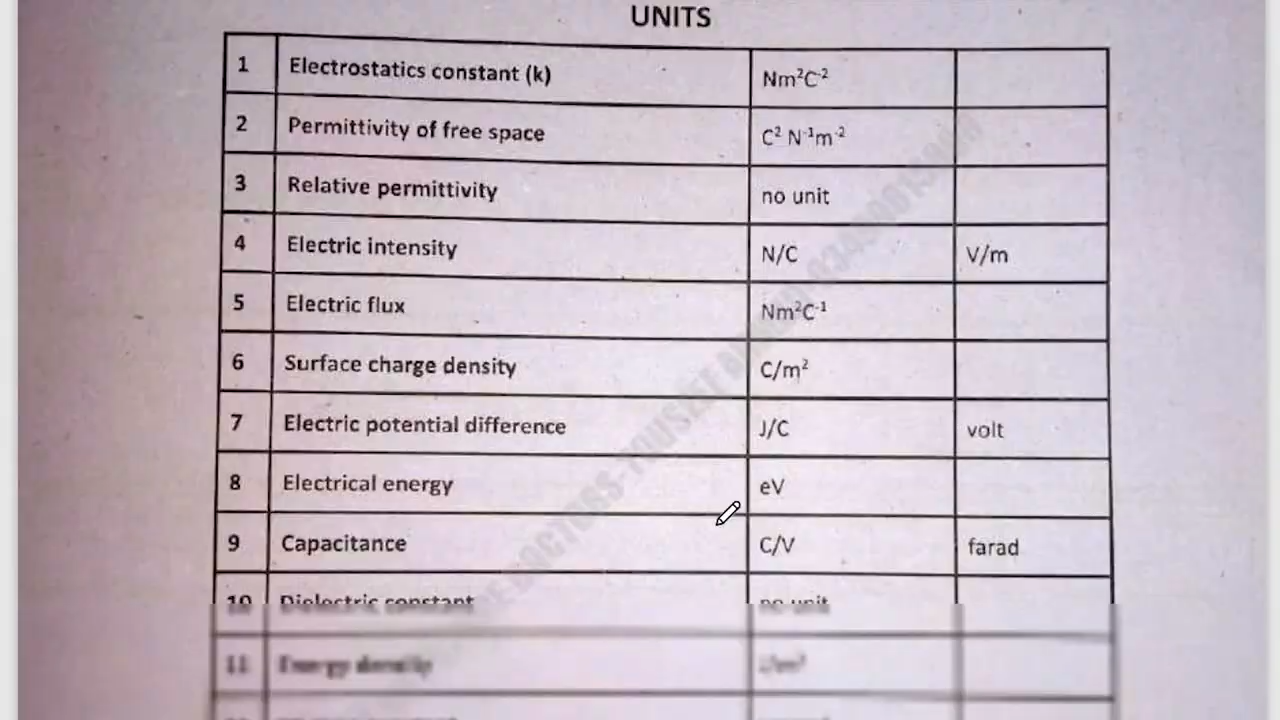 UNITS
1 Electrostatics constant (k) Nm²C⁻²
2 Permittivity of free space C² N⁻¹m⁻²
3 Relative permittivity no unit
4 Electric intensity N/C V/m
5 Electric flux Nm²C⁻¹
6 Surface charge density C/m²
7 Electric potential difference J/C volt
8 Electrical energy eV
9 Capacitance C/V farad
10 Dielectric constant no unit
11 Energy density